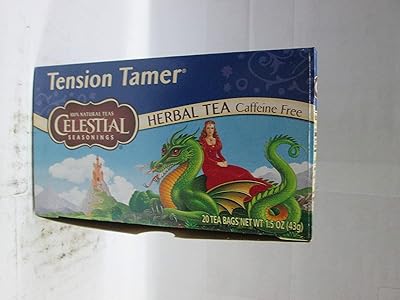 Tension Tamer®
100% NATURAL TEAS
CELESTIAL
SEASONINGS
HERBAL TEA Caffeine Free
20 TEA BAGS NET WT 1.5 OZ (43g)